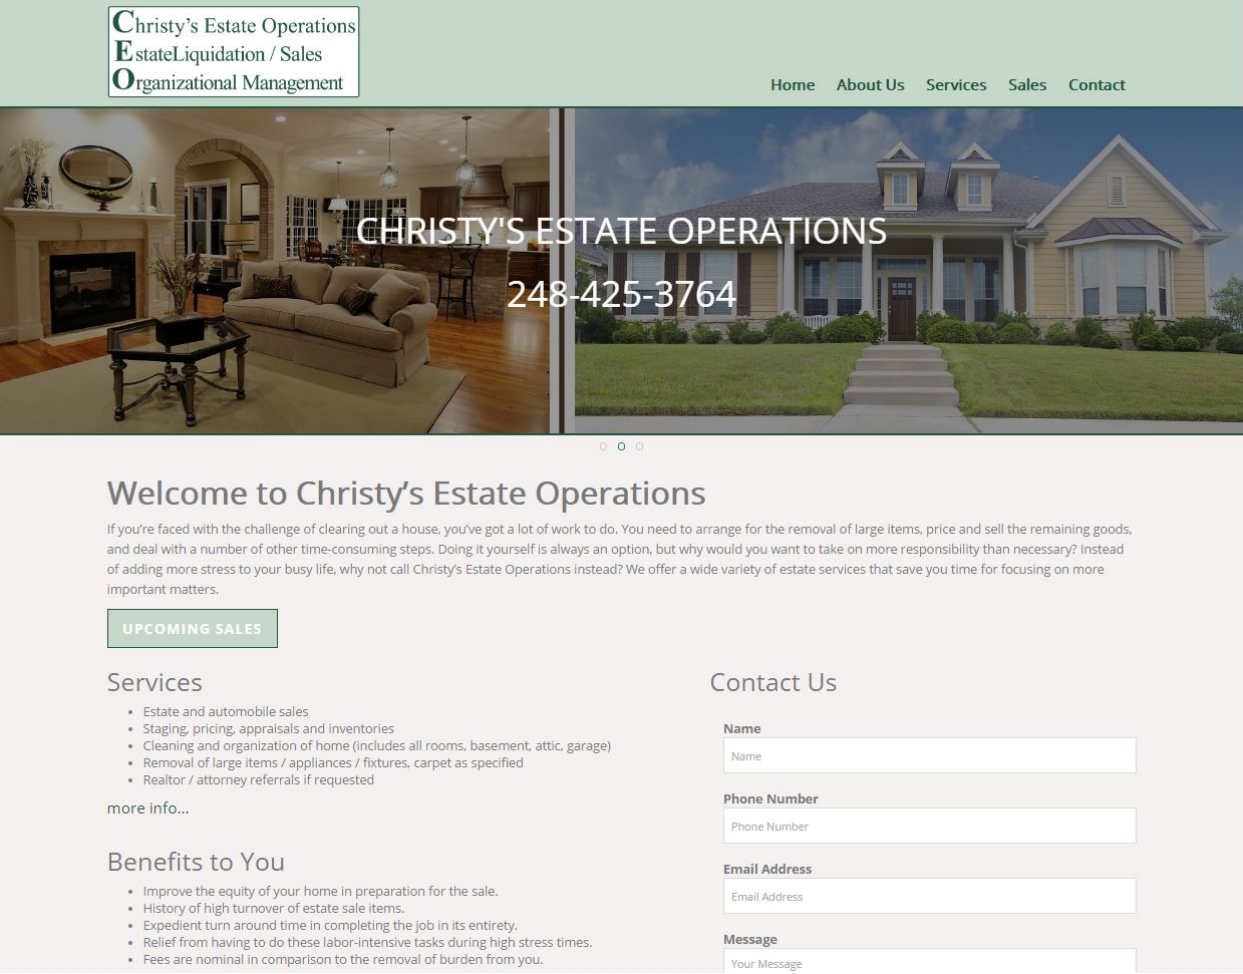 Christy's Estate Operations
EstateLiquidation / Sales
Organizational Management
Home About Us Services Sales Contact
CHRISTY'S ESTATE OPERATIONS
248-425-3764
Welcome to Christy's Estate Operations
If you're faced with the challenge of clearing out a house, you've got a lot of work to do. You need to arrange for the removal of large items, price and sell the remaining goods,
and deal with a number of other time-consuming steps. Doing it yourself is always an option, but why would you want to take on more responsibility than necessary? Instead
of adding more stress to your busy life, why not call Christy's Estate Operations instead? We offer a wide variety of estate services that save you time for focusing on more
important matters.
UPCOMING SALES
Services
• Estate and automobile sales
• Staging, pricing, appraisals and inventories
• Cleaning and organization of home (includes all rooms, basement, attic, garage)
• Removal of large items / appliances / fixtures, carpet as specified
• Realtor / attorney referrals if requested
more info...
Benefits to You
• Improve the equity of your home in preparation for the sale.
• History of high turnover of estate sale items.
• Expedient turn around time in completing the job in its entirety.
• Relief from having to do these labor-intensive tasks during high stress times.
• Fees are nominal in comparison to the removal of burden from you.
Contact Us
Name
Name
Phone Number
Phone Number
Email Address
Email Address
Message
Your Message